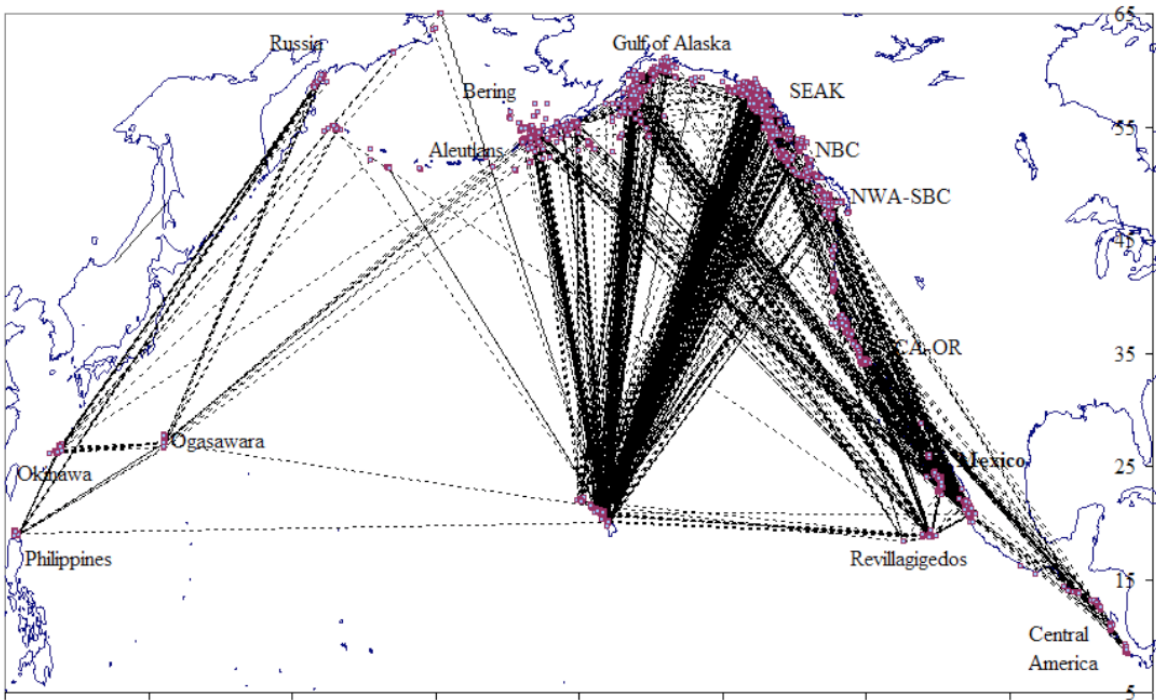 65
Russia
Gulf of Alaska
Bering
SEAK
55
Aleutians
NBC
NWA-SBC
45
CA-OR
35
Ogasawara
Mexico
25
Okinawa
Philippines
Revillagigedos
15
Central
America
5